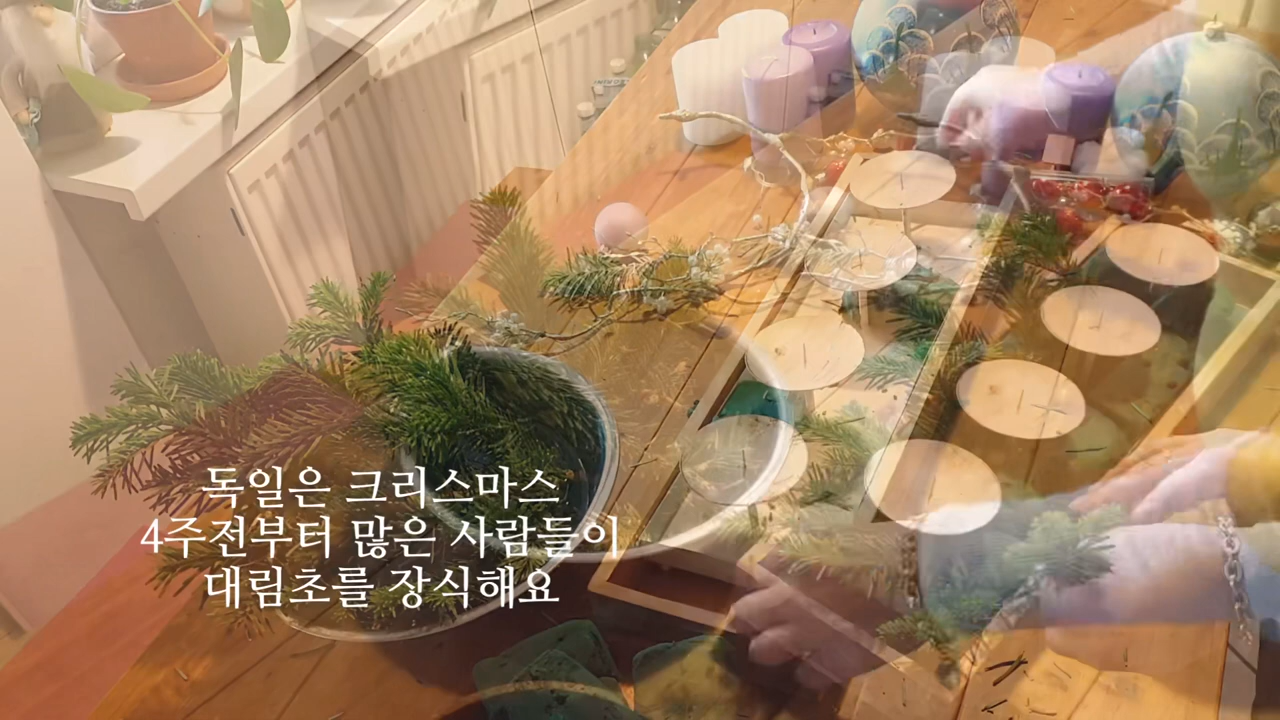 독일은 크리스마스
4주전부터 많은 사람들이
대림초를 장식해요